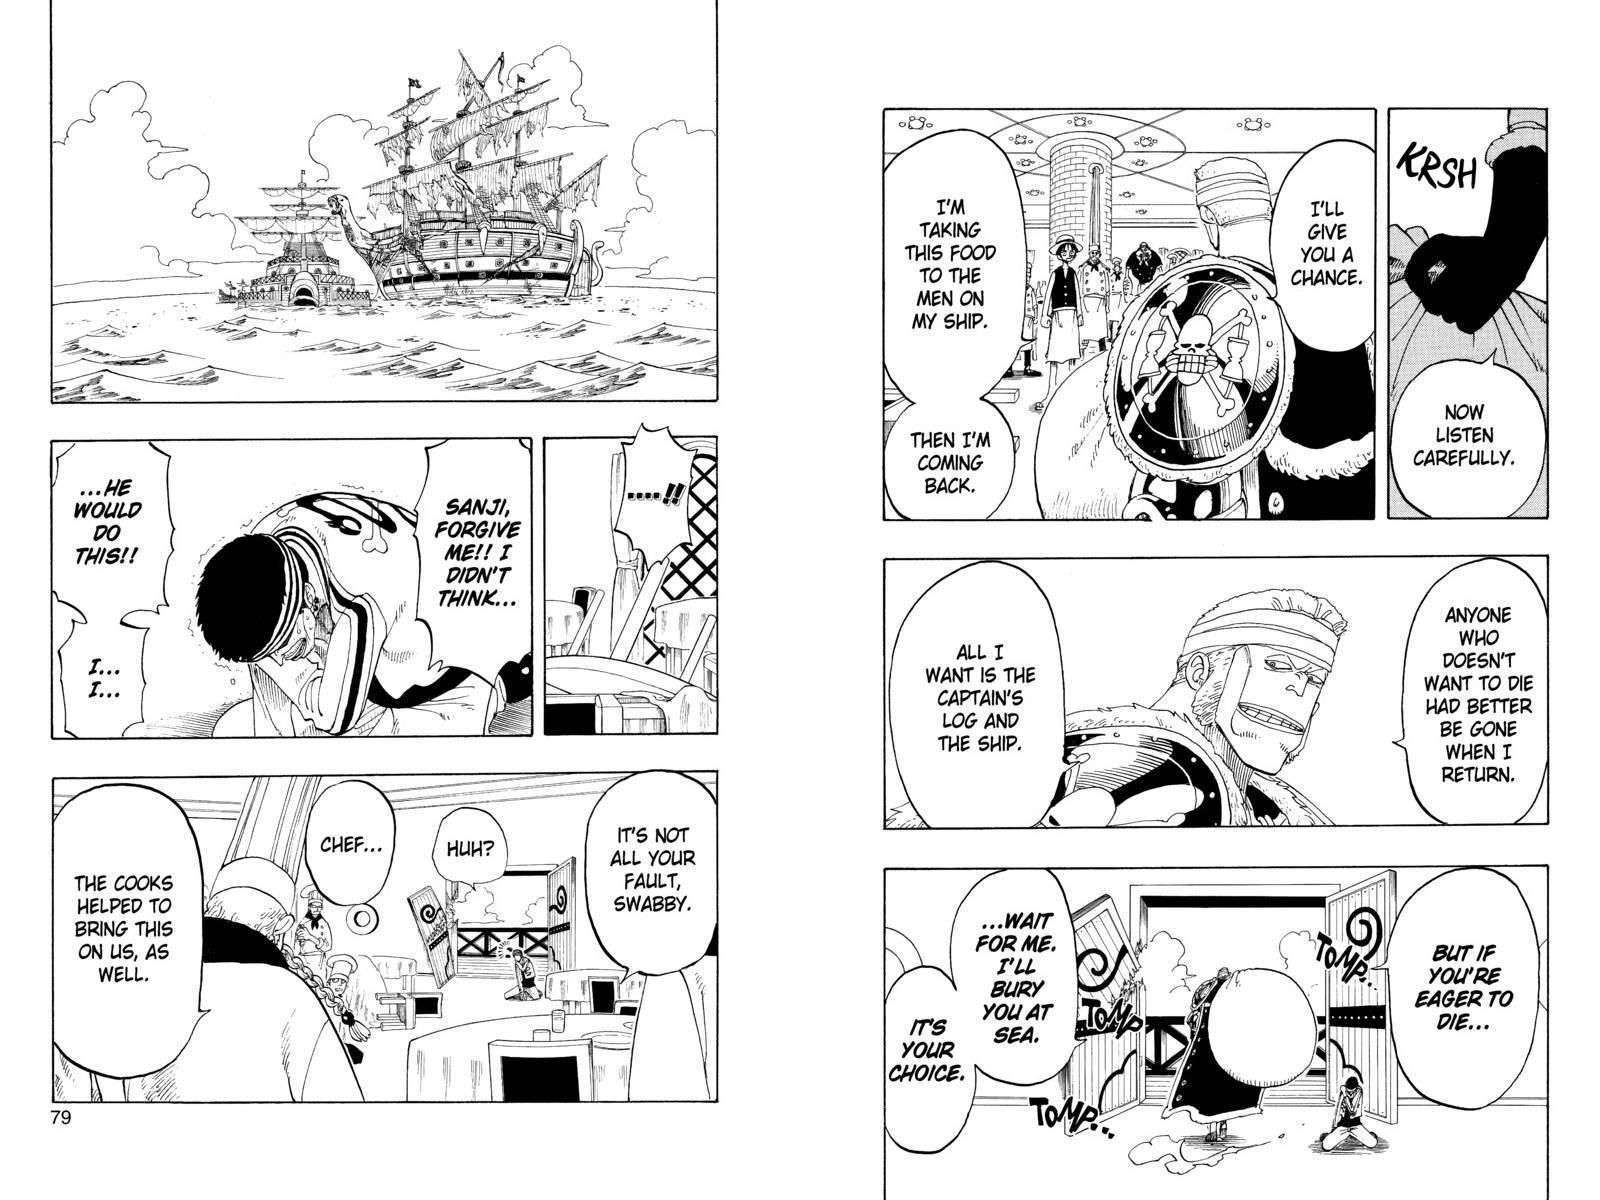 KRSH
NOW
LISTEN
CAREFULLY.
I'LL
GIVE
YOU A
CHANCE.
I'M
TAKING
THIS FOOD
TO THE
MEN ON
MY SHIP.
THEN I'M
COMING
BACK.
ANYONE
WHO
DOESN'T
WANT TO DIE
HAD BETTER
BE GONE
WHEN I
RETURN.
ALL I
WANT IS THE
CAPTAIN'S
LOG AND
THE SHIP.
BUT IF
YOU'RE
EAGER TO
DIE...
TOMP..
...WAIT
FOR ME.
I'LL
BURY
YOU AT
SEA.
TOMP
IT'S
YOUR
CHOICE.
TOMP...
....!!
SANJI,
FORGIVE
ME!! I
DIDN'T
THINK...
...HE
WOULD
DO
THIS!!
I...
I...
IT'S NOT
ALL YOUR
FAULT,
SWABBY.
HUH?
CHEF...
THE COOKS
HELPED TO
BRING THIS
ON US, AS
WELL.
79